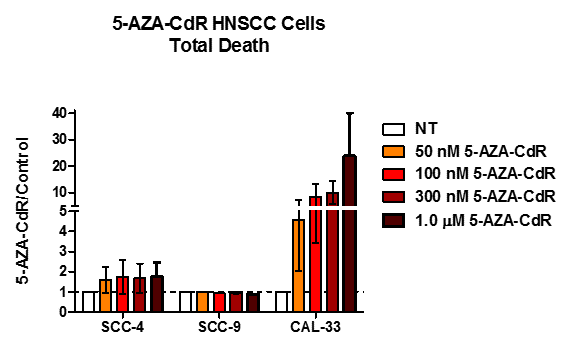 5-AZA-CdR HNSCC Cells
Total Death
5-AZA-CdR/Control
40
30
20
10
5
4
3
2
1
0
SCC-4
SCC-9
CAL-33
NT
50 nM 5-AZA-CdR
100 nM 5-AZA-CdR
300 nM 5-AZA-CdR
1.0 μM 5-AZA-CdR